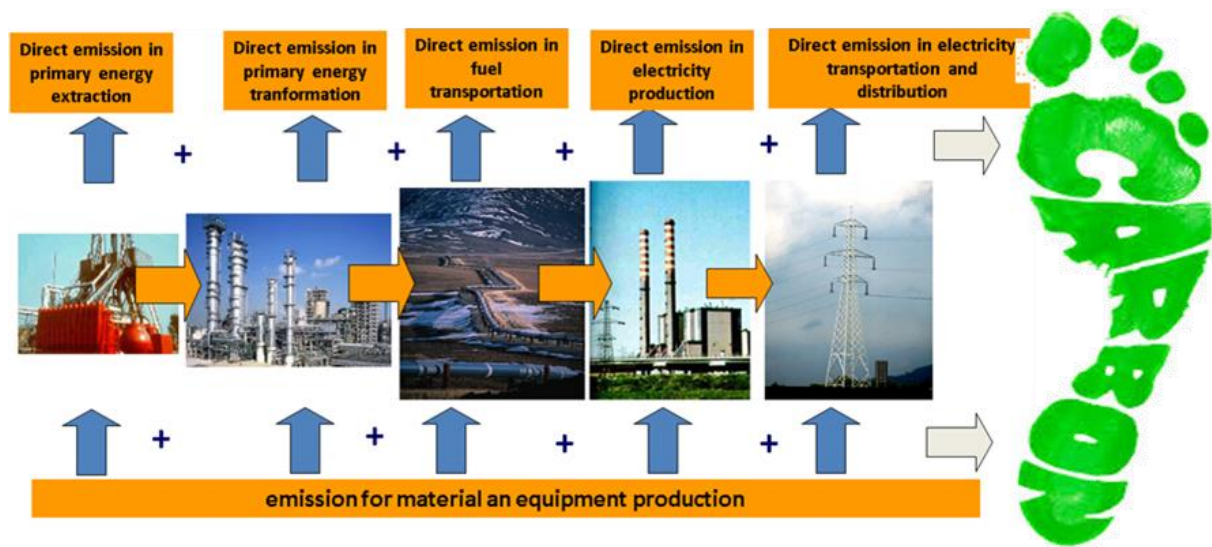 Direct emission in
primary energy
extraction
Direct emission in
primary energy
tranformation
Direct emission in
fuel
transportation
Direct emission in
electricity
production
Direct emission in electricity
transportation and
distribution
+ + + +
+ + + +
emission for material an equipment production
CARBON